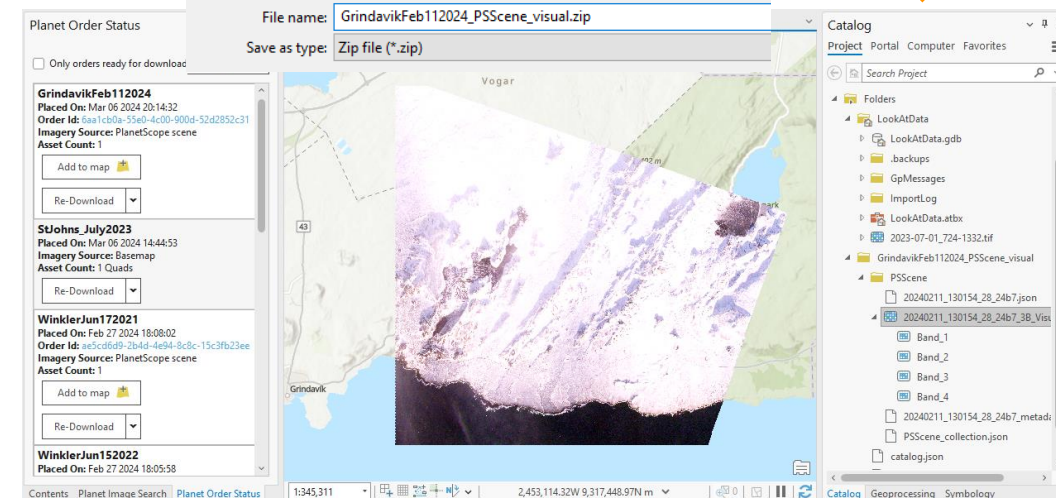 File name: GrindavikFeb112024_PSScene_visual.zip
Save as type: Zip file (*.zip)
Planet Order Status
Only orders ready for download
GrindavikFeb112024
Placed On: Mar 06 2024 20:14:32
Order Id: 6aa1cb0a-55e0-4c00-900d-52d2852c31
Imagery Source: PlanetScope scene
Asset Count: 1
Add to map
Re-Download
StJohns_July2023
Placed On: Mar 06 2024 14:44:53
Imagery Source: Basemap
Asset Count: 1 Quads
Re-Download
WinklerJun172021
Placed On: Feb 27 2024 18:08:02
Order Id: ae5cd6d9-2b4d-4e94-8c8c-15c3fb23ee
Imagery Source: PlanetScope scene
Asset Count: 1
Add to map
Re-Download
WinklerJun152022
Placed On: Feb 27 2024 18:05:58
Contents Planet Image Search Planet Order Status
Vogar
43
Grindavik
1:345,311
2,453,114.32W 9,317,448.97N m
0
Catalog
Project Portal Computer Favorites
Search Project
Folders
LookAtData
LookAtData.gdb
.backups
GpMessages
ImportLog
LookAtData.atbx
2023-07-01_724-1332.tif
GrindavikFeb112024_PSScene_visual
PSScene
20240211_130154_28_24b7.json
20240211_130154_28_24b7_3B_Visu
Band_1
Band_2
Band_3
Band_4
20240211_130154_28_24b7_metada
PSScene_collection.json
catalog.json
Catalog Geoprocessing Symbology